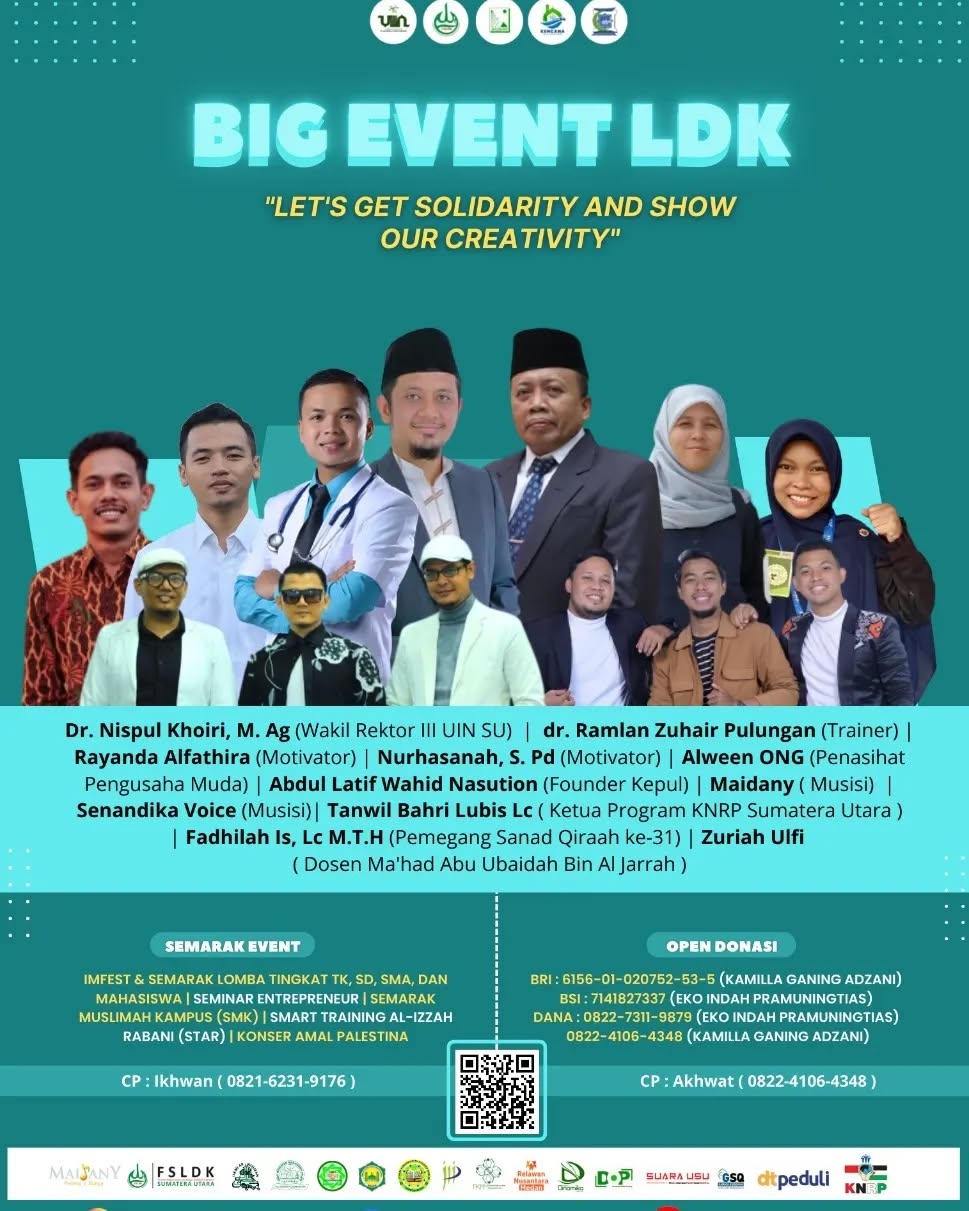 UIN
KENCANA
BIG EVENT LDK
"LET'S GET SOLIDARITY AND SHOW
OUR CREATIVITY"
Dr. Nispul Khoiri, M. Ag (Wakil Rektor III UIN SU) | dr. Ramlan Zuhair Pulungan (Trainer) |
Rayanda Alfathira (Motivator) | Nurhasanah, S. Pd (Motivator) | Alween ONG (Penasihat
Pengusaha Muda) | Abdul Latif Wahid Nasution (Founder Kepul) | Maidany ( Musisi) |
Senandika Voice (Musisi)| Tanwil Bahri Lubis Lc ( Ketua Program KNRP Sumatera Utara )
| Fadhilah Is, Lc M.T.H (Pemegang Sanad Qiraah ke-31) | Zuriah Ulfi
( Dosen Ma'had Abu Ubaidah Bin Al Jarrah )
SEMARAK EVENT
IMFEST & SEMARAK LOMBA TINGKAT TK, SD, SMA, DAN
MAHASISWA | SEMINAR ENTREPRENEUR | SEMARAK
MUSLIMAH KAMPUS (SMK) | SMART TRAINING AL-IZZAH
RABANI (STAR) | KONSER AMAL PALESTINA
CP : Ikhwan ( 0821-6231-9176 )
OPEN DONASI
BRI : 6156-01-020752-53-5 (KAMILLA GANING ADZANI)
BSI : 7141827337 (EKO INDAH PRAMUNINGTIAS)
DANA : 0822-7311-9879 (EKO INDAH PRAMUNINGTIAS)
0822-4106-4348 (KAMILLA GANING ADZANI)
CP : Akhwat ( 0822-4106-4348 )
MAIDANY
FSLDK
SUMATERA UTARA
Relawan
Nusantara
Medan
Dinamika
SUARA USU
GSQ
dtpeduli
KNRP